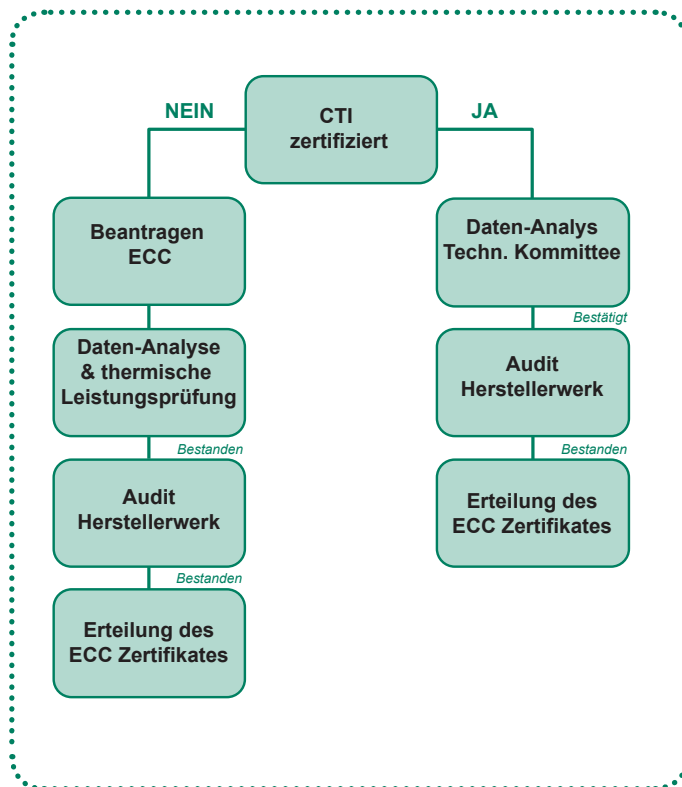 CTI
zertifiziert
NEIN
JA
Beantragen
ECC
Daten-Analyse
& thermische
Leistungsprüfung
Bestanden
Audit
Herstellerwerk
Bestanden
Erteilung des
ECC Zertifikates
Daten-Analys
Techn. Kommittee
Bestätigt
Audit
Herstellerwerk
Bestanden
Erteilung des
ECC Zertifikates